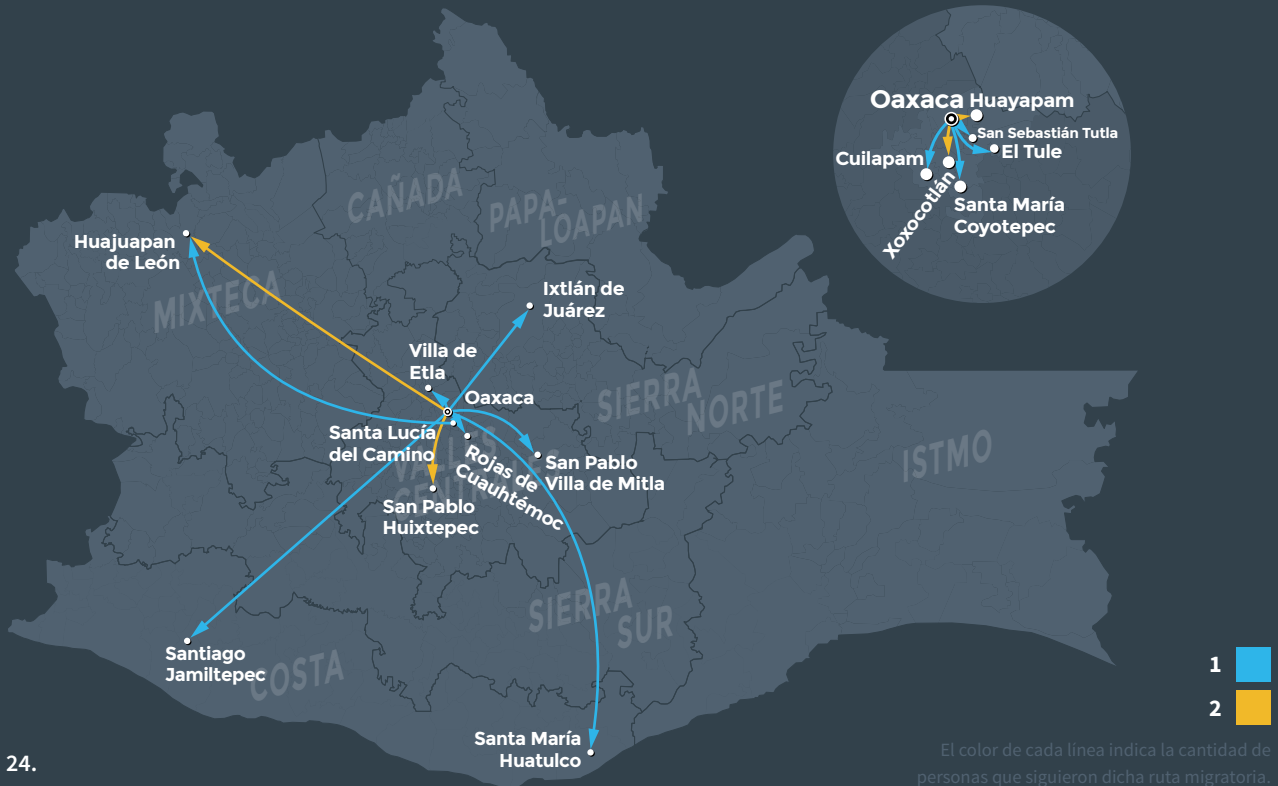 CAÑADA
PAPA-
LOAPAN
MIXTECA
Huajuapan
de León
Ixtlán de
Juárez
Villa de
Etla
Oaxaca
SIERRA
NORTE
Santa Lucía
del Camino
VALLES
CENTRALES
Rojas de
Cuauhtémoc
San Pablo
Villa de Mitla
San Pablo
Huixtepec
ISTMO
SIERRA
SUR
Santiago
Jamiltepec
COSTA
Santa María
Huatulco
Oaxaca
Huayapam
San Sebastián Tutla
El Tule
Cuilapam
Xoxocotlán
Santa María
Coyotepec
1
2
El color de cada línea indica la cantidad de
personas que siguieron dicha ruta migratoria.
24.